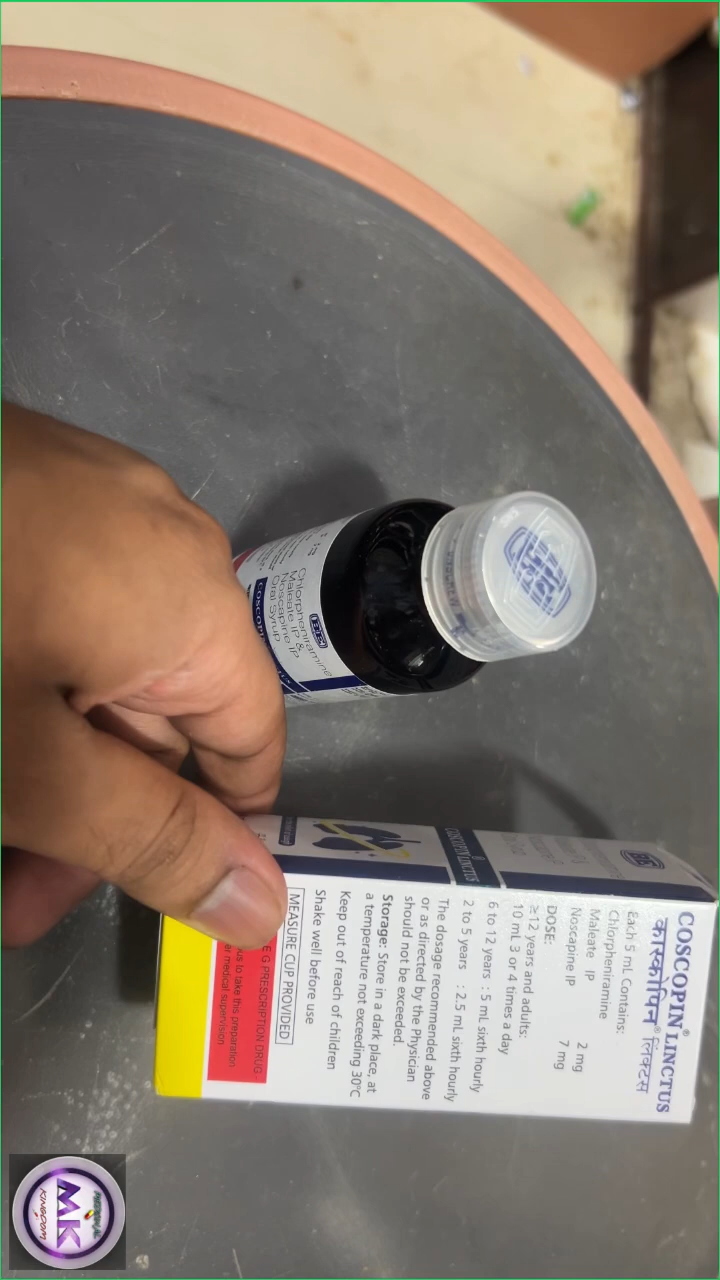 COSCOPIN® LINCTUS
कॉस्कोपिन® लिंक्टस
Each 5 mL Contains:
Chlorpheniramine
Maleate IP 2 mg
Noscapine IP 7 mg
DOSE:
≥12 years and adults:
10 mL 3 or 4 times a day
6 to 12 years : 5 mL sixth hourly
2 to 5 years : 2.5 mL sixth hourly
The dosage recommended above
or as directed by the Physician
should not be exceeded.
Storage: Store in a dark place, at
a temperature not exceeding 30°C
Keep out of reach of children
Shake well before use
MEASURE CUP PROVIDED
G PRESCRIPTION DRUG
to take this preparation
medical supervision
COSCOPIN LINCTUS
Chlorpheniramine
Maleate IP &
Noscapine IP
Oral Syrup
MK
KINGDOM